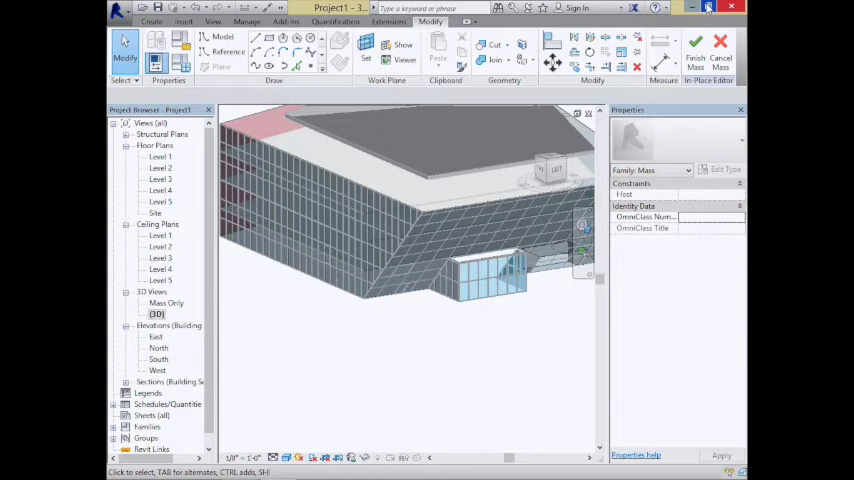 Project1 - 3...
Type a keyword or phrase
Sign In
Create Insert View Manage Add-Ins Quantification Extensions Modify
Modify
Model
Reference
Plane
Set
Show
Viewer
Paste
Cut
Join
Finish Mass
Cancel Mass
Select Properties Draw Work Plane Clipboard Geometry Modify Measure In-Place Editor
Project Browser - Project1
Views (all)
Structural Plans
Floor Plans
Level 1
Level 2
Level 3
Level 4
Level 5
Site
Ceiling Plans
Level 1
Level 2
Level 3
Level 4
Level 5
3D Views
Mass Only
{3D}
Elevations (Building
East
North
South
West
Sections (Building S
Legends
Schedules/Quantitie
Sheets (all)
Families
Groups
Revit Links
LEFT
1/8" = 1'-0"
Properties
Family: Mass
Edit Type
Constraints
Host
Identity Data
OmniClass Num...
OmniClass Title
Properties help
Apply
Click to select, TAB for alternates, CTRL adds, SHI